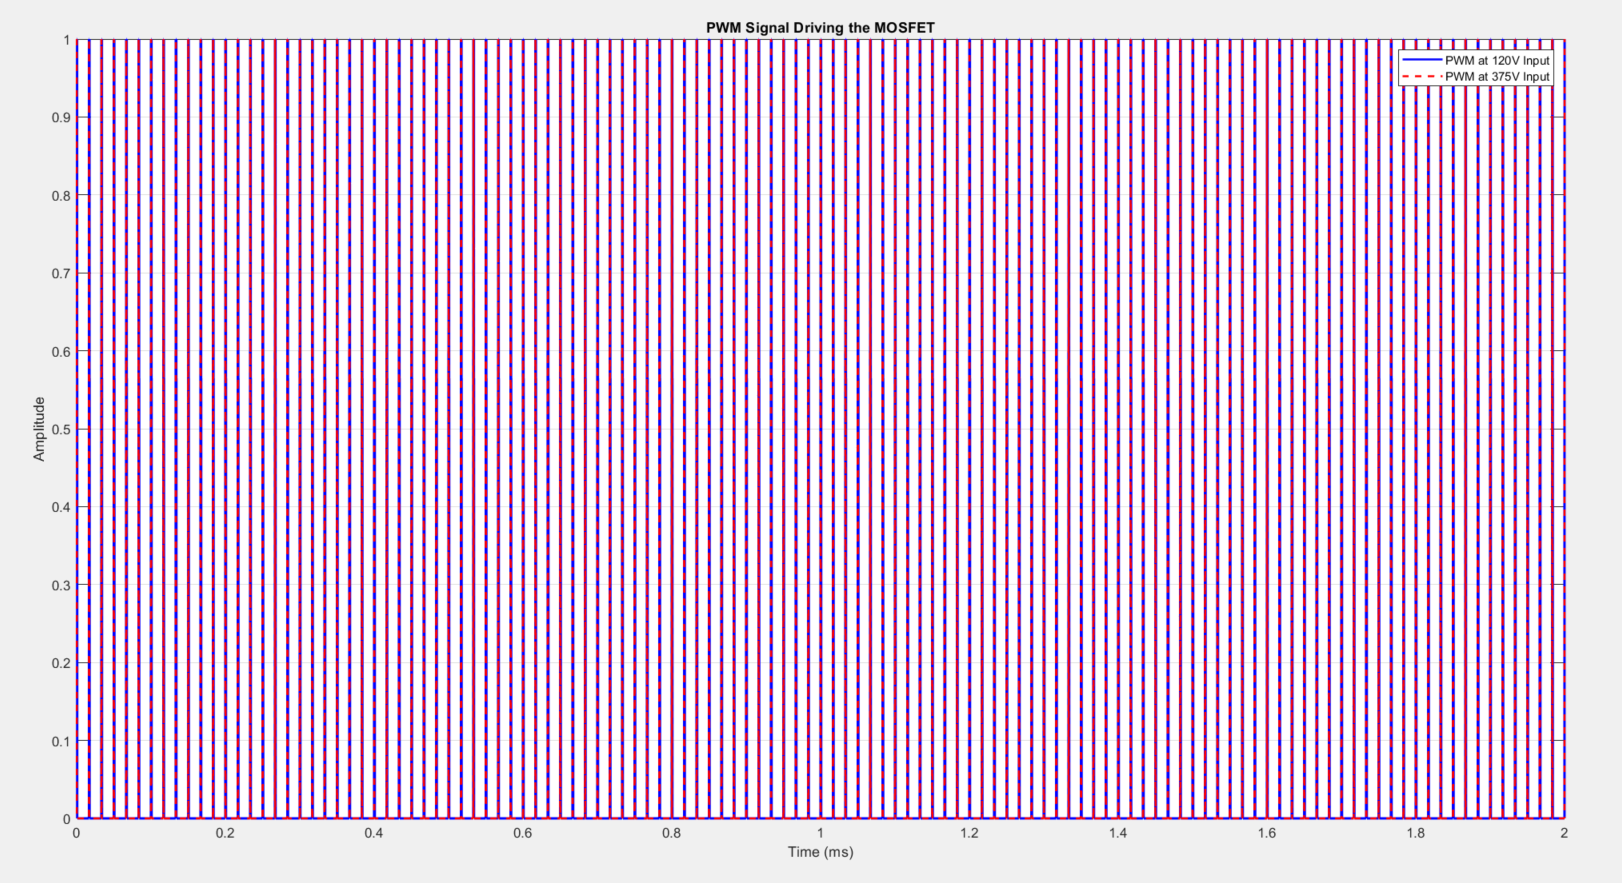 PWM Signal Driving the MOSFET
PWM at 120V Input
PWM at 375V Input
1
0.9
0.8
0.7
0.6
0.5
0.4
0.3
0.2
0.1
0
Amplitude
0 0.2 0.4 0.6 0.8 1 1.2 1.4 1.6 1.8 2
Time (ms)